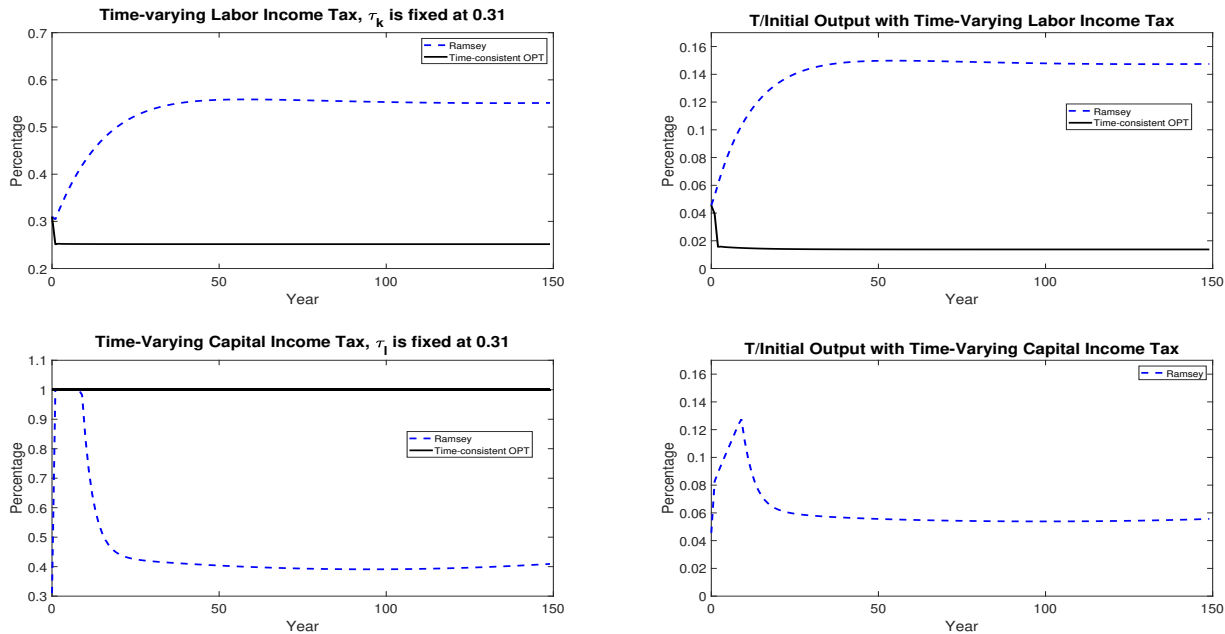 Time-varying Labor Income Tax, τk is fixed at 0.31
0.7
0.6
0.5
0.4
0.3
0.2
Percentage
Ramsey
Time-consistent OPT
0 50 100 150
Year
T/Initial Output with Time-Varying Labor Income Tax
0.16
0.14
0.12
0.1
0.08
0.06
0.04
0.02
0
Percentage
Ramsey
Time-consistent OPT
0 50 100 150
Year
Time-Varying Capital Income Tax, τl is fixed at 0.31
1.1
1
0.9
0.8
0.7
0.6
0.5
0.4
0.3
Percentage
Ramsey
Time-consistent OPT
0 50 100 150
Year
T/Initial Output with Time-Varying Capital Income Tax
0.16
0.14
0.12
0.1
0.08
0.06
0.04
0.02
0
Percentage
Ramsey
0 50 100 150
Year